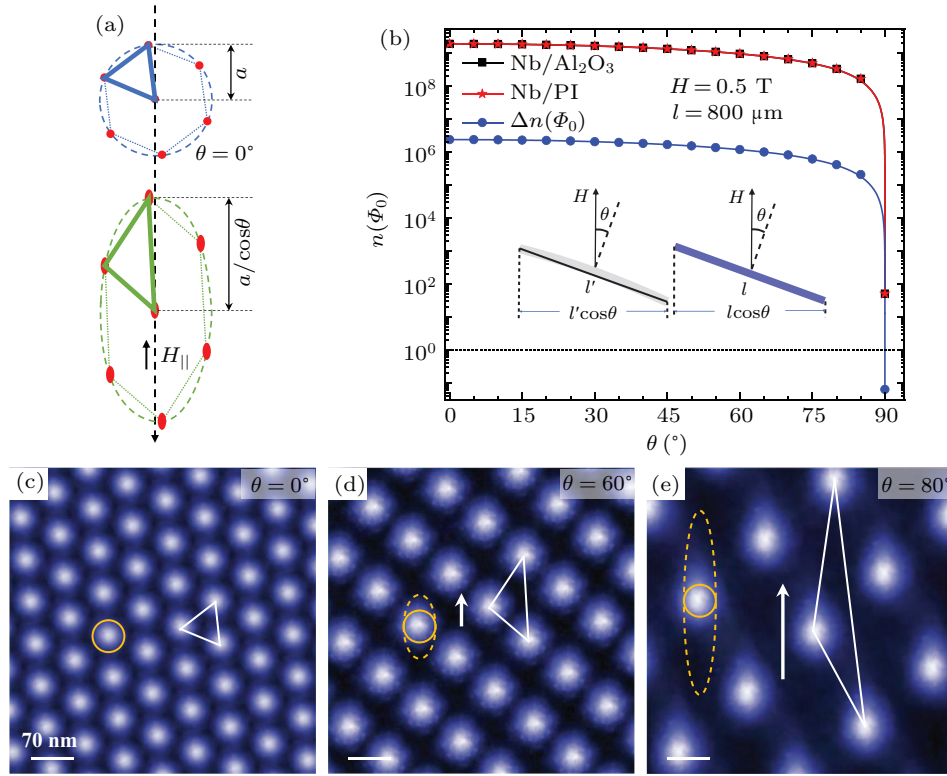 (a)
a
θ = 0°
a/cosθ
H||
(b)
n(Φ0)
10^8
10^6
10^4
10^2
10^0
Nb/Al2O3
Nb/PI
Δn(Φ0)
H = 0.5 T
l = 800 μm
H
θ
l′
l′cosθ
H
θ
l
lcosθ
0 15 30 45 60 75 90
θ (°)
(c)
θ = 0°
70 nm
(d)
θ = 60°
(e)
θ = 80°